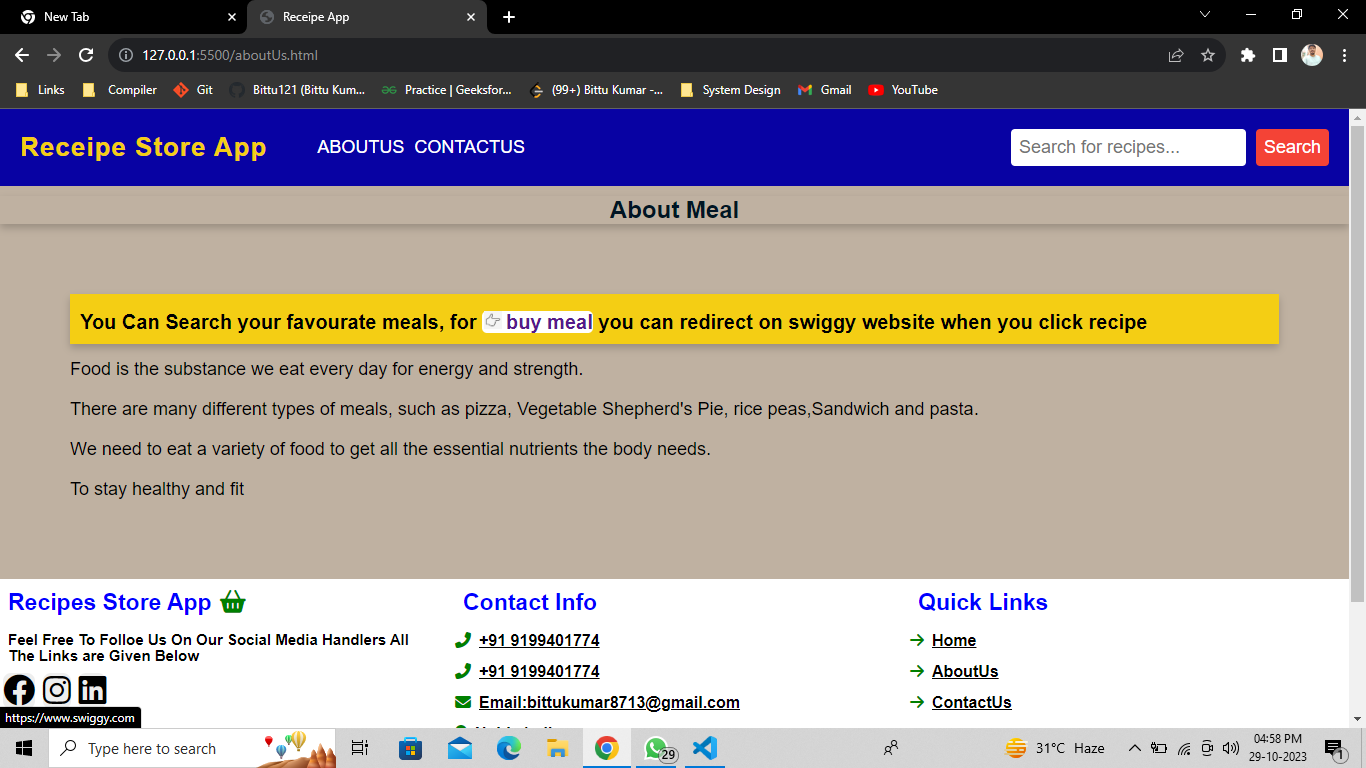 New Tab
Receipe App
127.0.0.1:5500/aboutUs.html
Links Compiler Git Bittu121 (Bittu Kum... Practice | Geeksfor... (99+) Bittu Kumar -... System Design Gmail YouTube
Receipe Store App ABOUTUS CONTACTUS Search for recipes... Search
About Meal
You Can Search your favourate meals, for 👉 buy meal you can redirect on swiggy website when you click recipe
Food is the substance we eat every day for energy and strength.
There are many different types of meals, such as pizza, Vegetable Shepherd's Pie, rice peas,Sandwich and pasta.
We need to eat a variety of food to get all the essential nutrients the body needs.
To stay healthy and fit
Recipes Store App
Feel Free To Folloe Us On Our Social Media Handlers All
The Links are Given Below
https://www.swiggy.com
Contact Info
+91 9199401774
+91 9199401774
Email:bittukumar8713@gmail.com
Quick Links
Home
AboutUs
ContactUs
Type here to search
29
31°C Haze
04:58 PM
29-10-2023
1